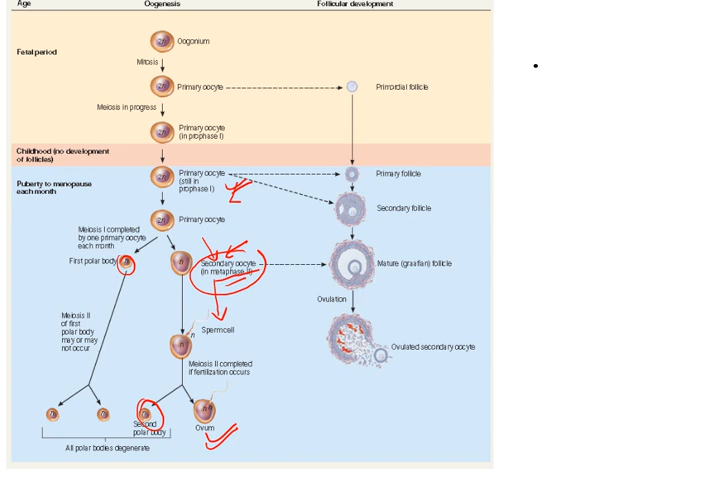 Age
Oogenesis
Follicular development
Fetal period
2n
Oogonium
Mitosis
2n
Primary oocyte
Primordial follicle
Meiosis in progress
2n
Primary oocyte
(in prophase I)
Childhood (no development
of follicles)
Puberty to menopause
each month
2n
Primary oocyte
(still in
prophase I)
Primary follicle
Secondary follicle
2n
Primary oocyte
Meiosis I completed
by one primary oocyte
each month
First polar body
n
n
Secondary oocyte
(in metaphase II)
Mature (graafian) follicle
Ovulation
Meiosis II
of first
polar body
may or may
not occur
n
Sperm cell
n
Ovulated secondary oocyte
Meiosis II completed
if fertilization occurs
n
n
n
Second
polar body
Ovum
All polar bodies degenerate